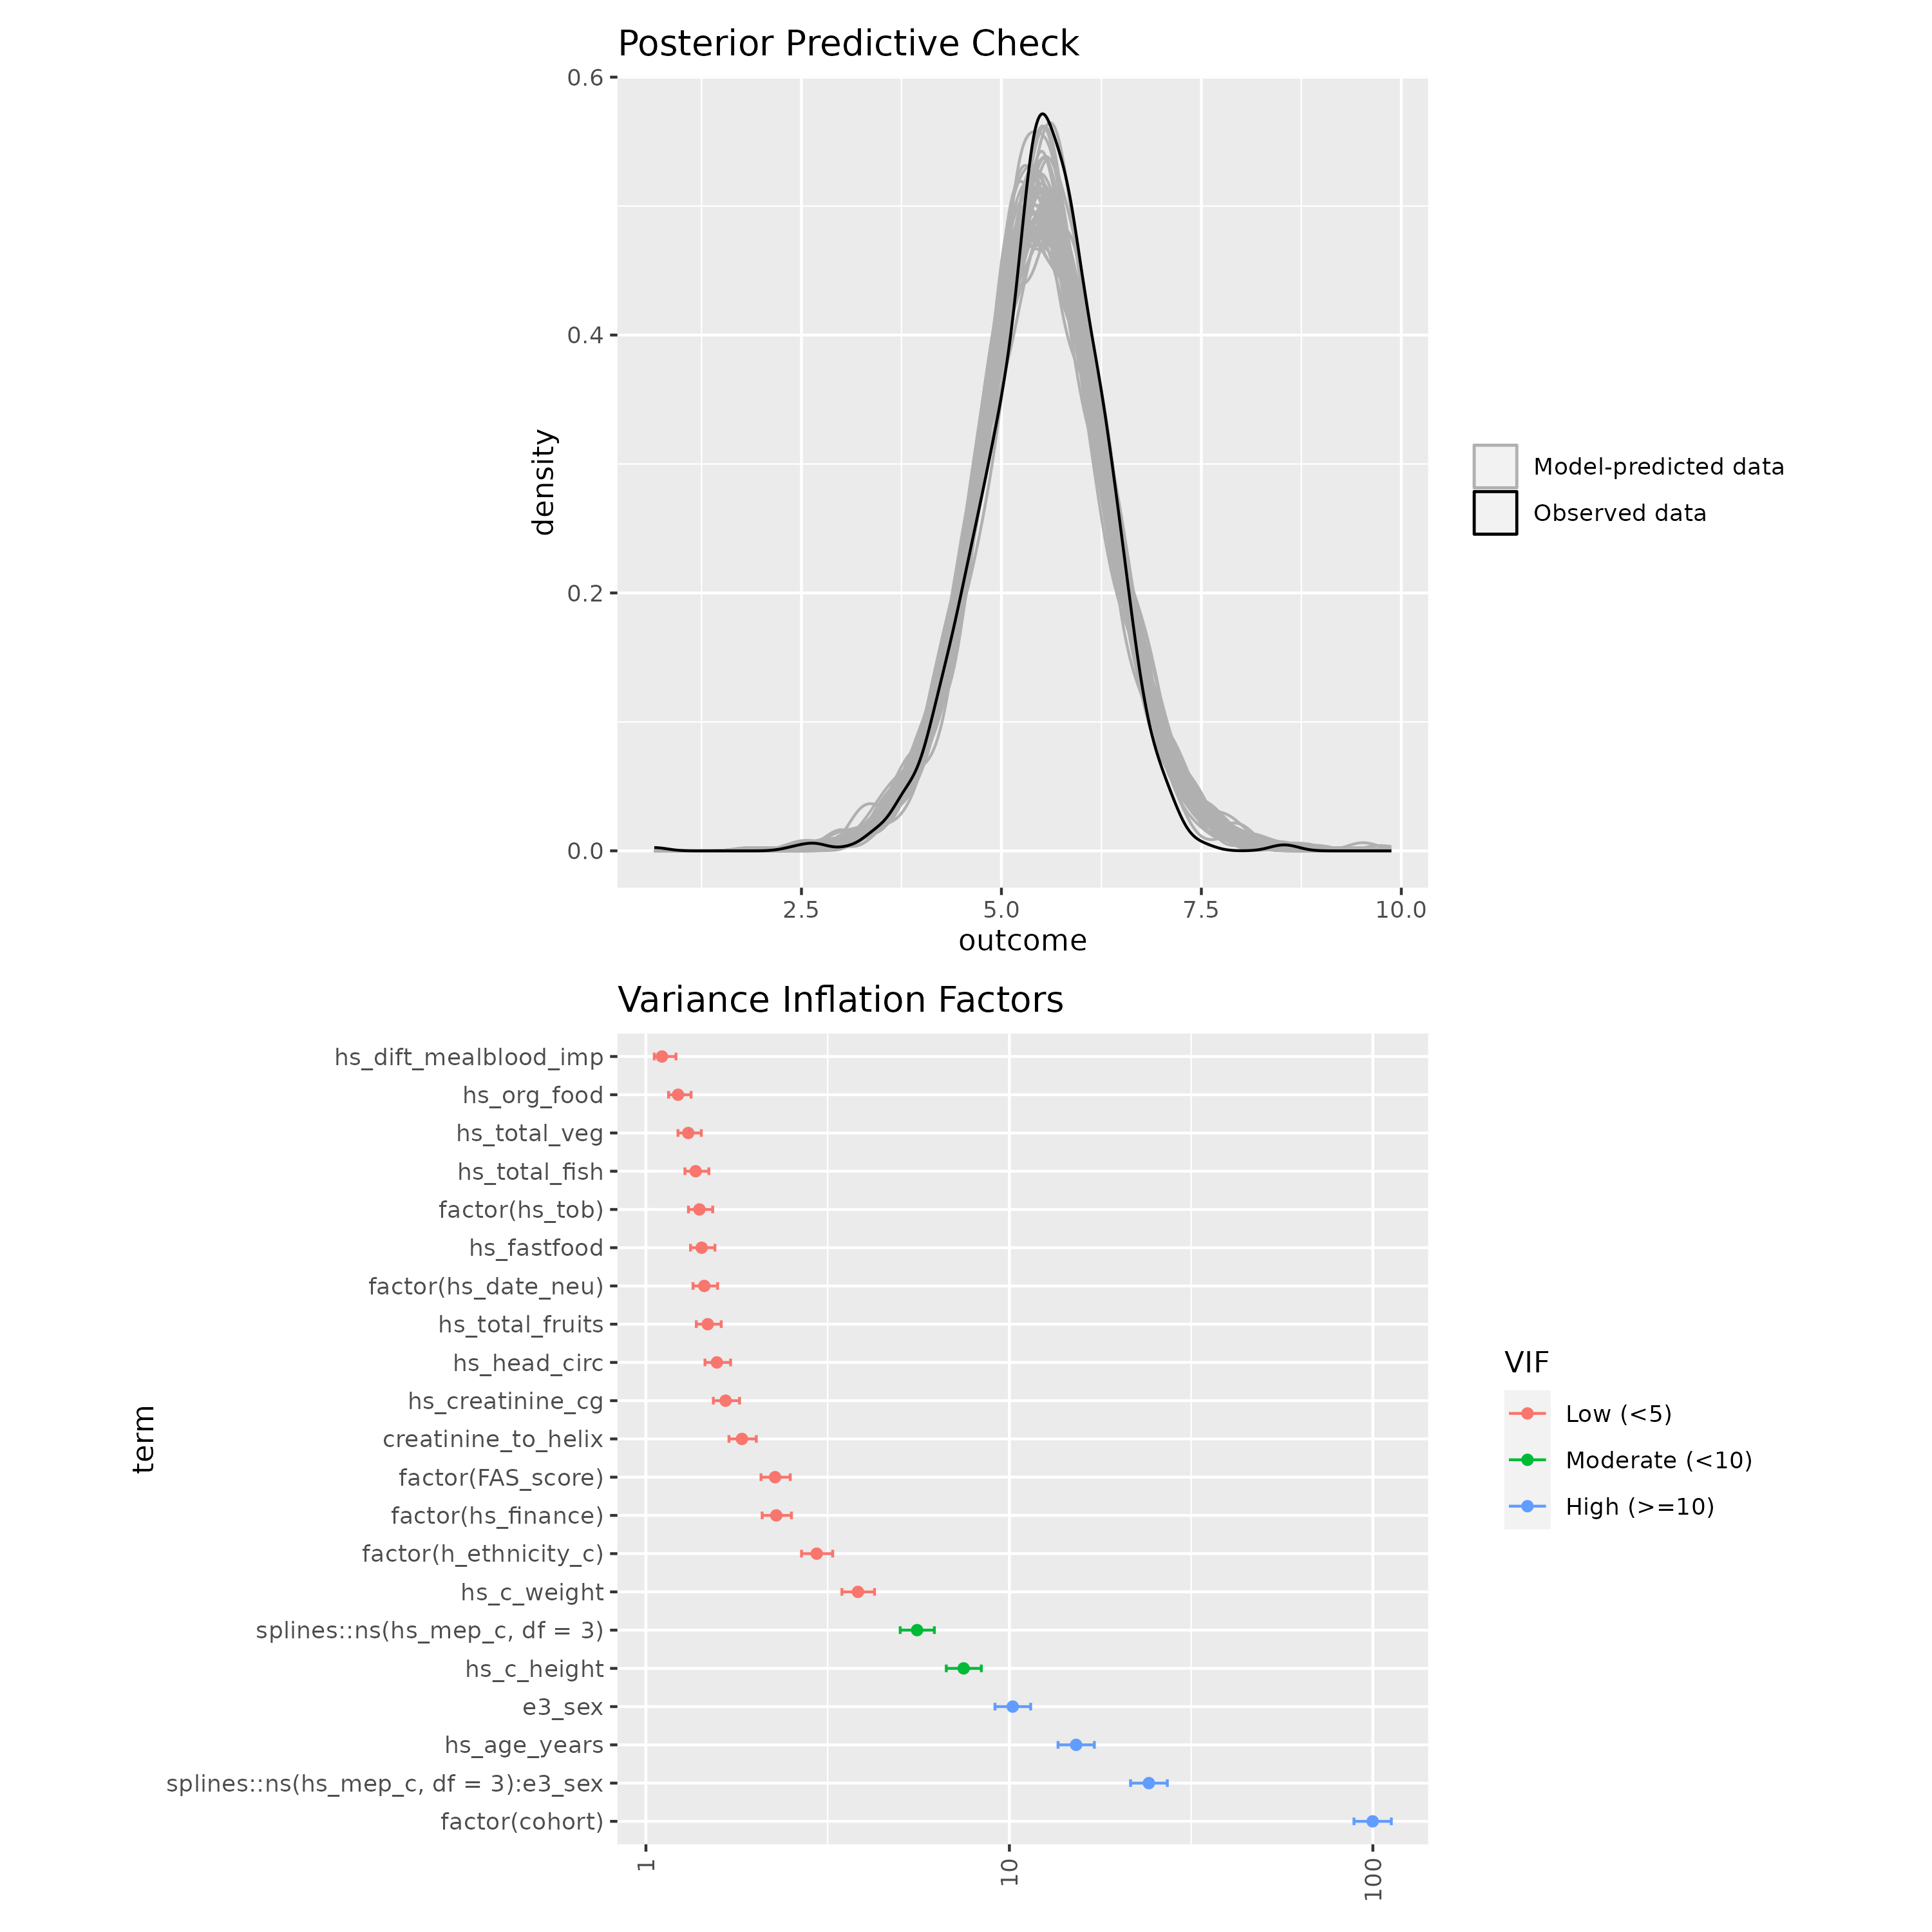 Posterior Predictive Check
0.6
0.4
0.2
0.0
density
2.5 5.0 7.5 10.0
outcome
Model-predicted data
Observed data
Variance Inflation Factors
term
hs_dift_mealblood_imp
hs_org_food
hs_total_veg
hs_total_fish
factor(hs_tob)
hs_fastfood
factor(hs_date_neu)
hs_total_fruits
hs_head_circ
hs_creatinine_cg
creatinine_to_helix
factor(FAS_score)
factor(hs_finance)
factor(h_ethnicity_c)
hs_c_weight
splines::ns(hs_mep_c, df = 3)
hs_c_height
e3_sex
hs_age_years
splines::ns(hs_mep_c, df = 3):e3_sex
factor(cohort)
1 10 100
VIF
Low (<5)
Moderate (<10)
High (>=10)